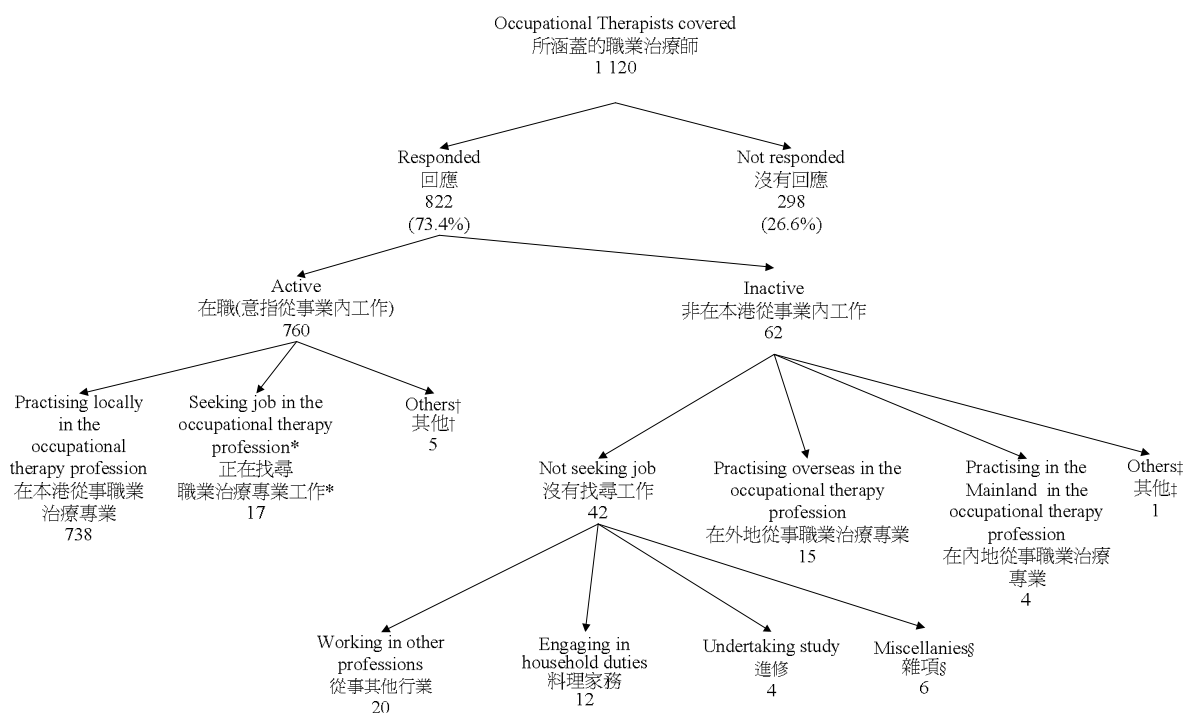 Occupational Therapists covered
所涵蓋的職業治療師
1 120
Responded
回應
822
(73.4%)
Not responded
沒有回應
298
(26.6%)
Active
在職(意指從事業內工作)
760
Inactive
非在本港從事業內工作
62
Practising locally
in the
occupational
therapy profession
在本港從事職業
治療專業
738
Seeking job in the
occupational therapy
profession*
正在找尋
職業治療專業工作*
17
Others†
其他†
5
Not seeking job
沒有找尋工作
42
Practising overseas in the
occupational therapy
profession
在外地從事職業治療專業
15
Practising in the
Mainland in the
occupational therapy
profession
在內地從事職業治療
專業
4
Others‡
其他‡
1
Working in other
professions
從事其他行業
20
Engaging in
household duties
料理家務
12
Undertaking study
進修
4
Miscellanies§
雜項§
6